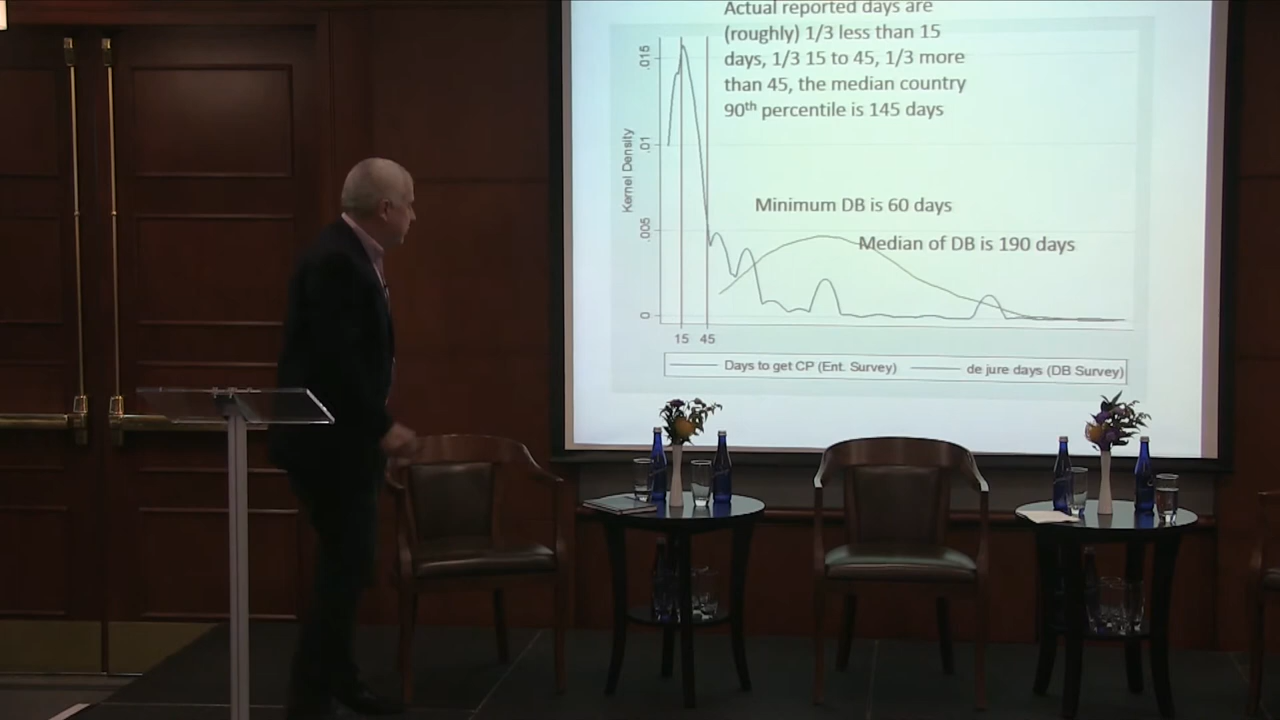 Actual reported days are
(roughly) 1/3 less than 15
days, 1/3 15 to 45, 1/3 more
than 45, the median country
90th percentile is 145 days
Minimum DB is 60 days
Median of DB is 190 days
Kernel Density
.015
.01
.005
0
15 45
Days to get CP (Ent. Survey)
de jure days (DB Survey)